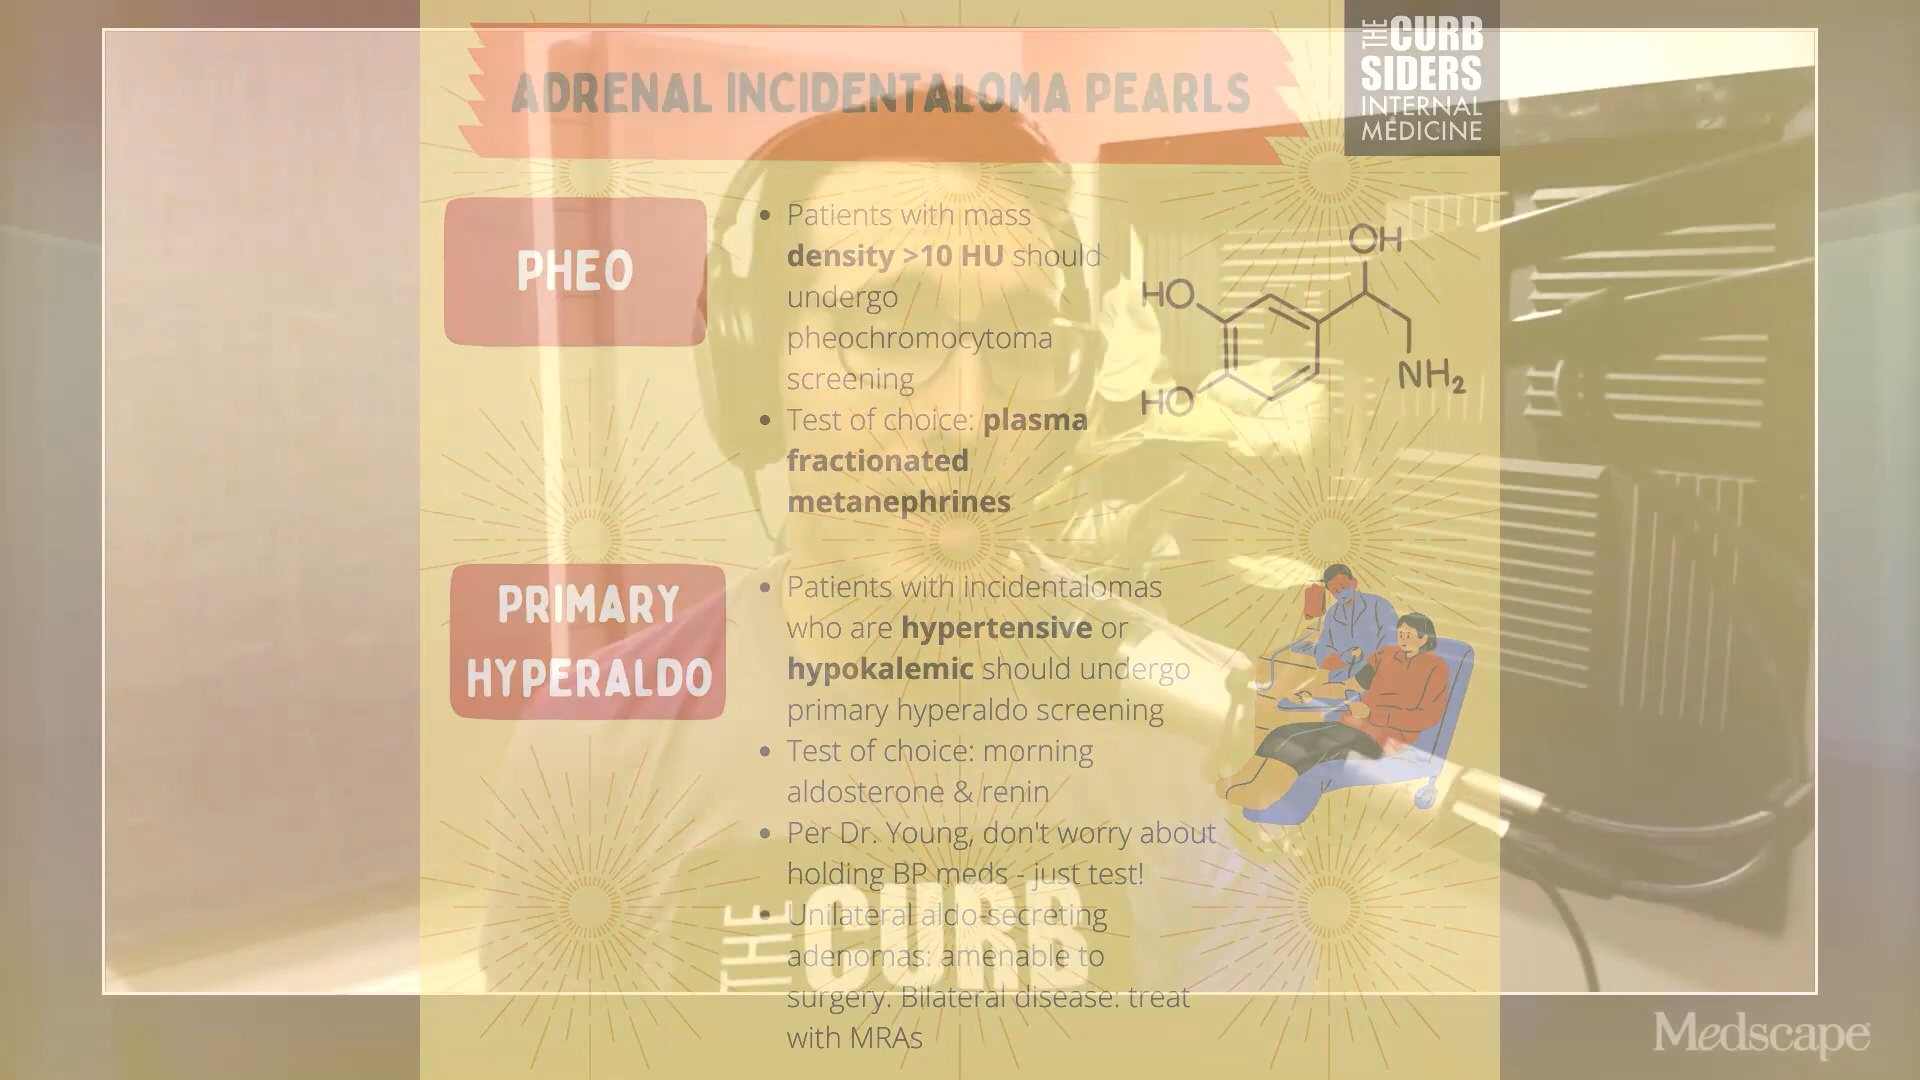 THE CURB
SIDERS
INTERNAL
MEDICINE
ADRENAL INCIDENTALOMA PEARLS
PHEO
• Patients with mass
density >10 HU should
undergo
pheochromocytoma
screening
• Test of choice: plasma
fractionated
metanephrines
OH
HO
HO
NH₂
PRIMARY
HYPERALDO
• Patients with incidentalomas
who are hypertensive or
hypokalemic should undergo
primary hyperaldo screening
• Test of choice: morning
aldosterone & renin
• Per Dr. Young, don't worry about
holding BP meds - just test!
• Unilateral aldo-secreting
adenomas: amenable to
surgery. Bilateral disease: treat
with MRAs
THE CURB
Medscape